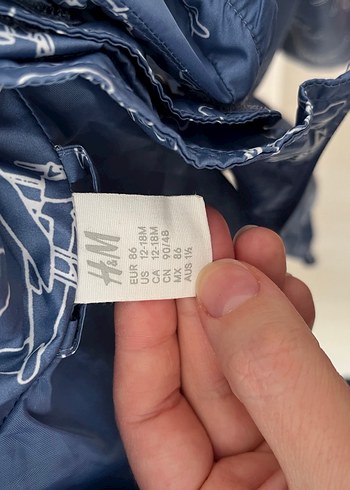 H&M
EUR 86
US 12-18M
CA 12-18M
CN 90/48
MX 86
AUS 1½